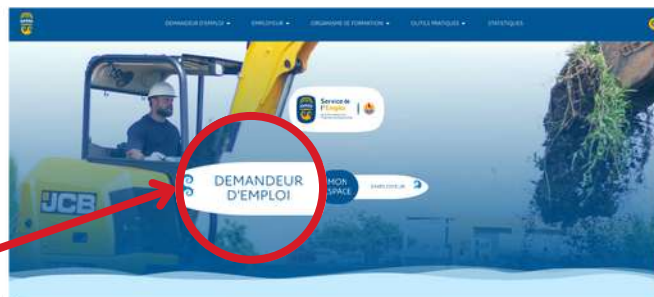 DEMANDEUR D'EMPLOI EMPLOYEUR ORGANISME DE FORMATION OUTILS PRATIQUES STATISTIQUES
Service de
l'Emploi
DEMANDEUR
D'EMPLOI
MON
ESPACE
EMPLOYEUR
JCB